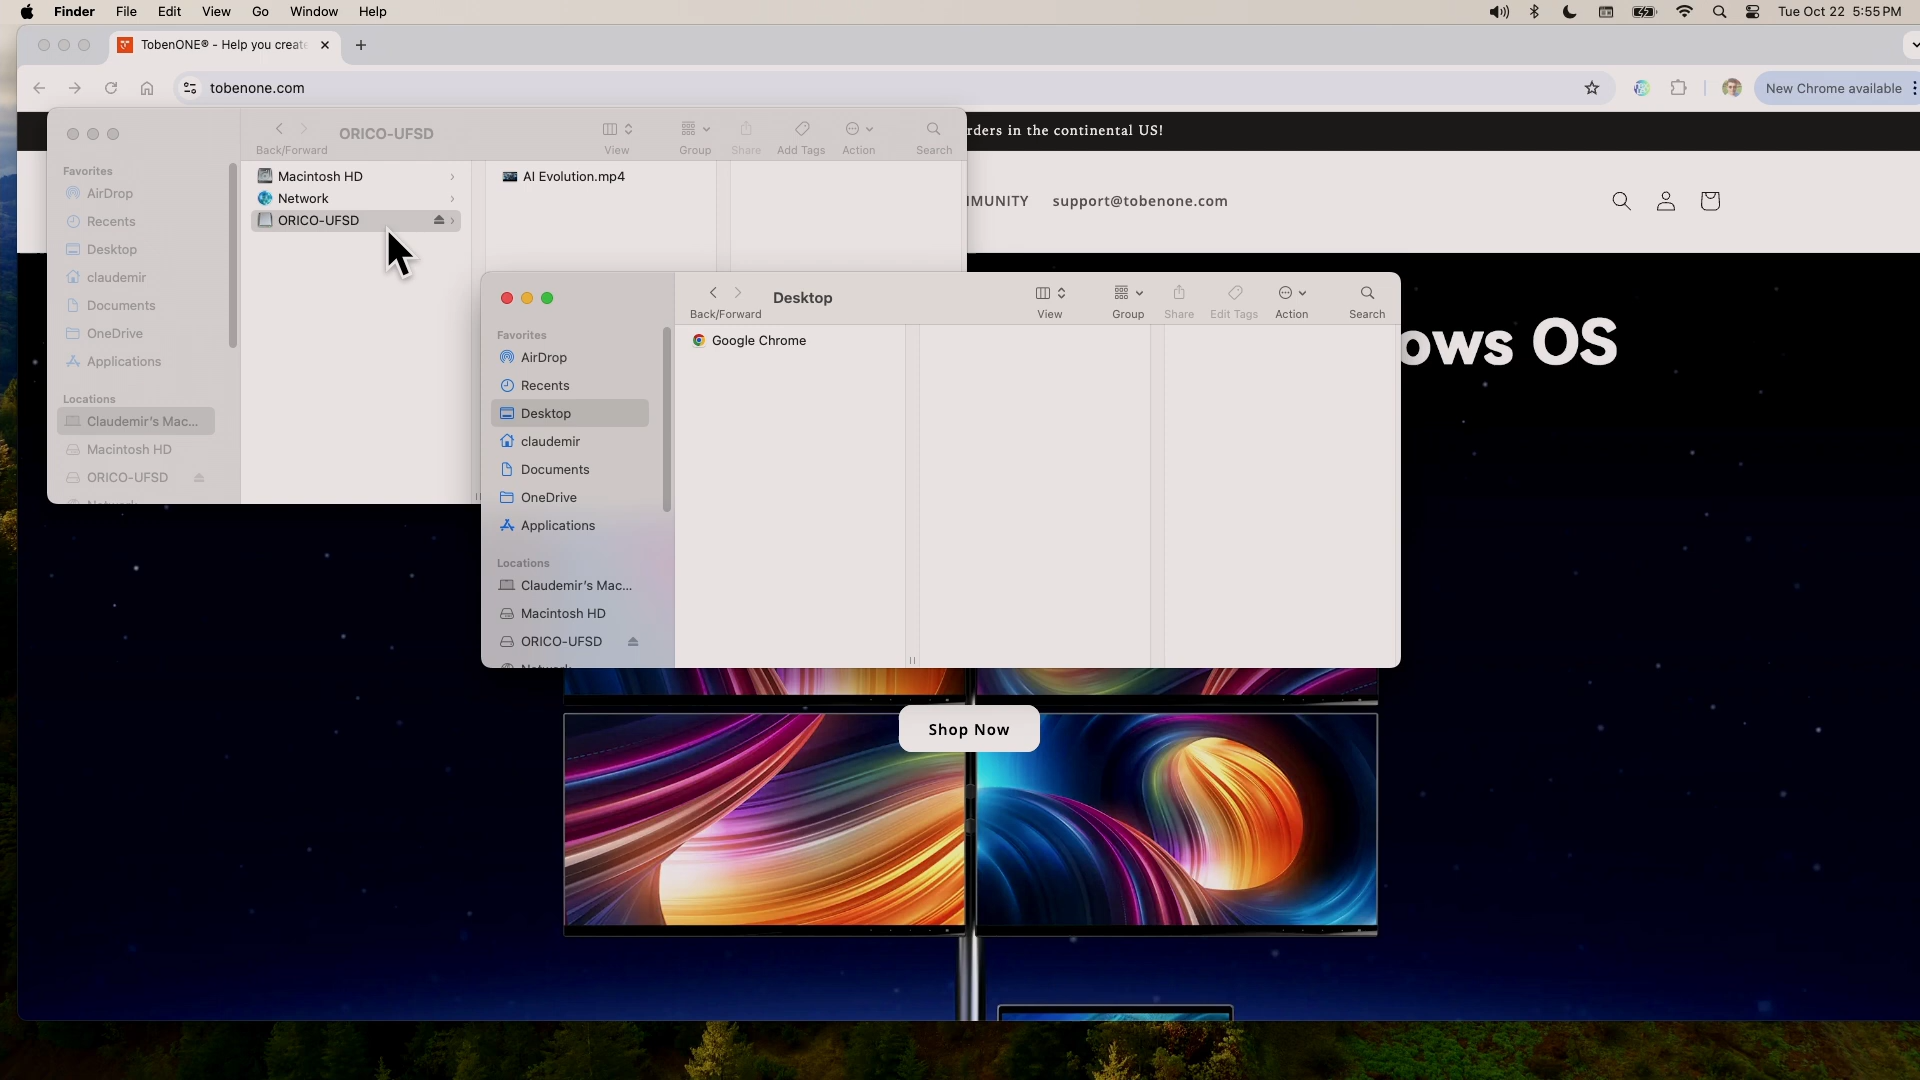 Finder File Edit View Go Window Help
Tue Oct 22 5:55 PM
TobenONE® - Help you creat
tobenone.com
New Chrome available
rders in the continental US!
MUNITY support@tobenone.com
ows OS
ORICO-UFSD
Back/Forward View Group Share Add Tags Action Search
Favorites
AirDrop
Recents
Desktop
claudemir
Documents
OneDrive
Applications
Locations
Claudemir's Mac...
Macintosh HD
ORICO-UFSD
Network
Macintosh HD
Network
ORICO-UFSD
AI Evolution.mp4
Desktop
Back/Forward View Group Share Edit Tags Action Search
Favorites
AirDrop
Recents
Desktop
claudemir
Documents
OneDrive
Applications
Locations
Claudemir's Mac...
Macintosh HD
ORICO-UFSD
Network
Google Chrome
Shop Now